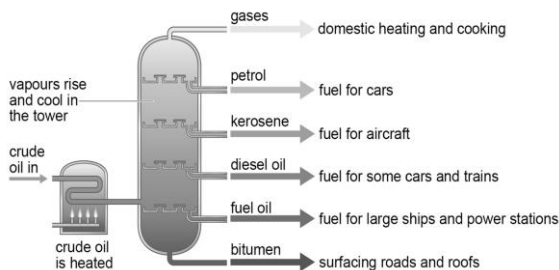 gases
domestic heating and cooking
vapours rise
and cool in
the tower
petrol
fuel for cars
kerosene
fuel for aircraft
crude
oil in
diesel oil
fuel for some cars and trains
fuel oil
fuel for large ships and power stations
crude oil
is heated
bitumen
surfacing roads and roofs